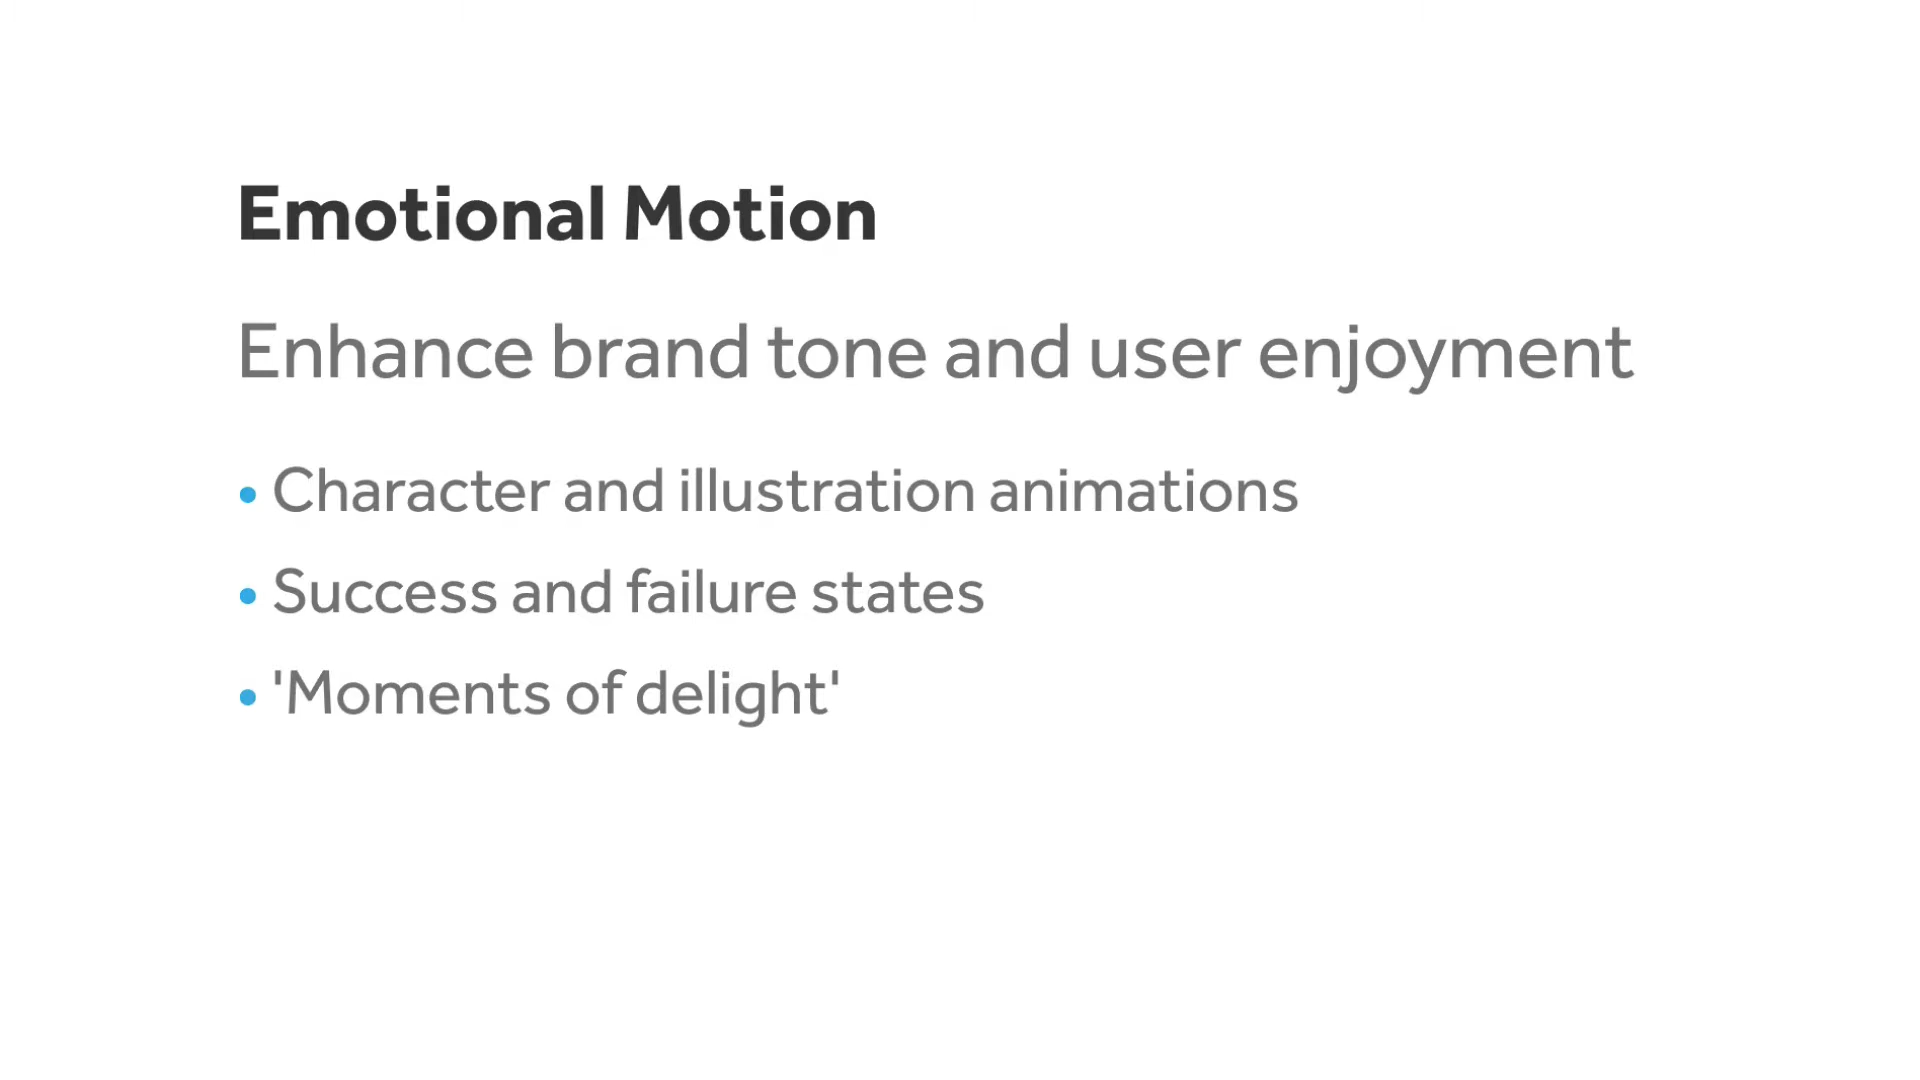 Emotional Motion
Enhance brand tone and user enjoyment
• Character and illustration animations
• Success and failure states
• 'Moments of delight'